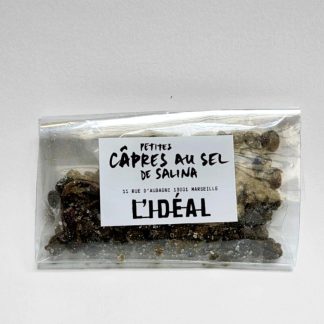 PETITES
CÂPRES AU SEL
DE SALINA
11 RUE D'AUBAGNE 13001 MARSEILLE
L'IDÉAL